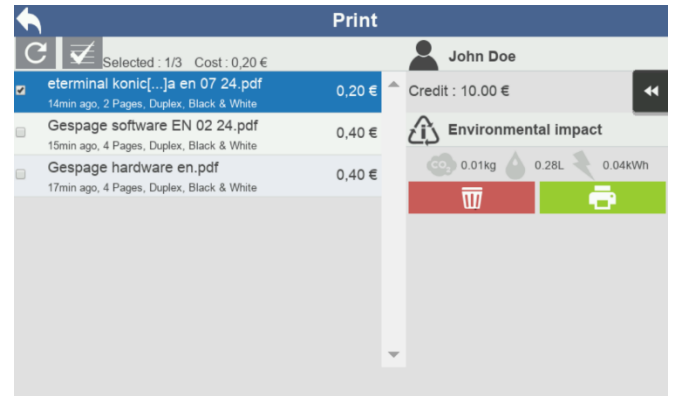 Print
Selected : 1/3 Cost : 0,20 €
eterminal konic[...]a en 07 24.pdf
0,20 €
14min ago, 2 Pages, Duplex, Black & White
Gespage software EN 02 24.pdf
0,40 €
15min ago, 4 Pages, Duplex, Black & White
Gespage hardware en.pdf
0,40 €
17min ago, 4 Pages, Duplex, Black & White
John Doe
Credit : 10.00 €
Environmental impact
CO₂ 0.01kg 0.28L 0.04kWh